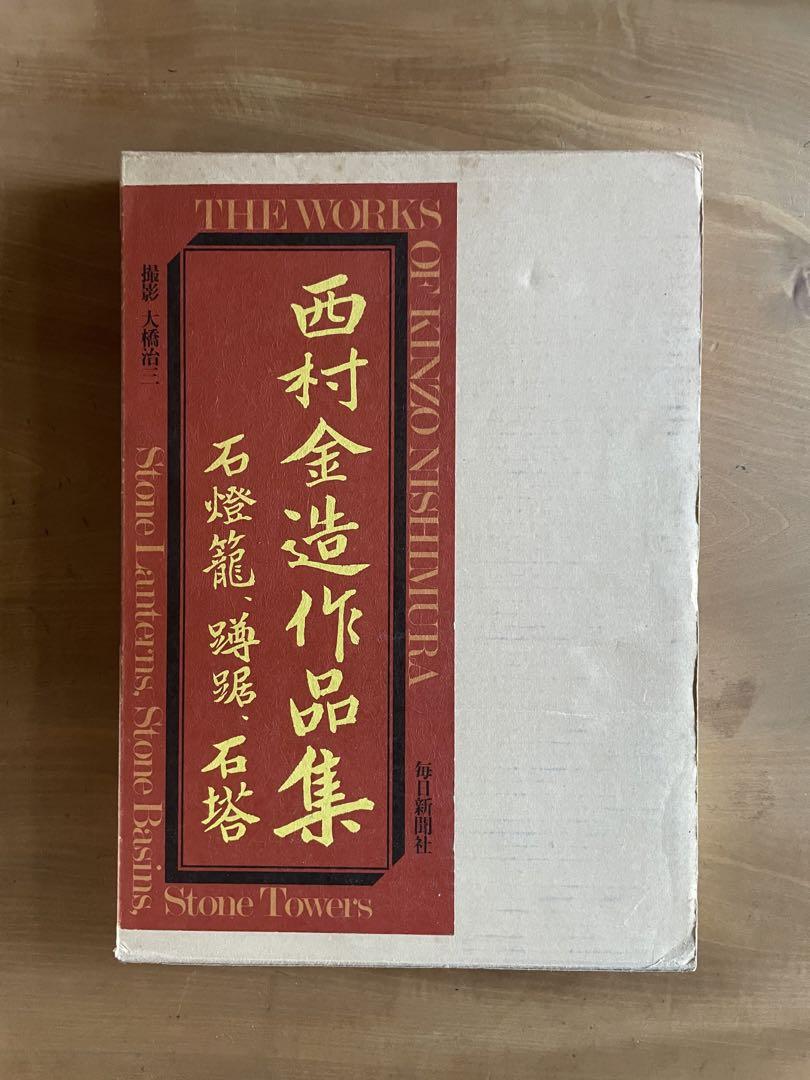 THE WORKS
OF KINZO NISHIMURA
西村金造作品集
石燈籠、蹲踞、石塔
撮影 大橋治三
Stone Lanterns, Stone Basins,
Stone Towers
毎日新聞社